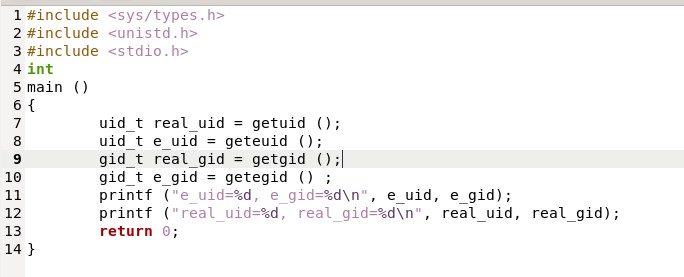 1 #include <sys/types.h>
2 #include <unistd.h>
3 #include <stdio.h>
4 int
5 main ()
6 {
7         uid_t real_uid = getuid ();
8         uid_t e_uid = geteuid ();
9         gid_t real_gid = getgid ();
10         gid_t e_gid = getegid () ;
11         printf ("e_uid=%d, e_gid=%d\n", e_uid, e_gid);
12         printf ("real_uid=%d, real_gid=%d\n", real_uid, real_gid);
13         return 0;
14 }